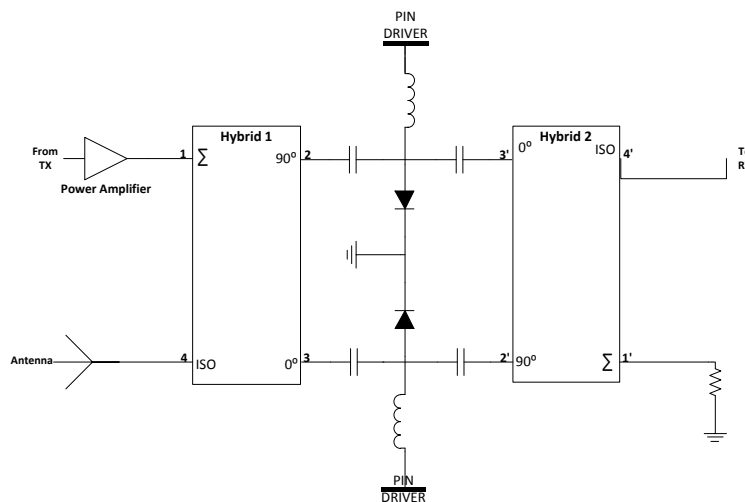 PIN
DRIVER
Hybrid 1
Hybrid 2
From
TX
1
∑
90º
2
3'
0º
ISO
4'
Power Amplifier
Antenna
4
ISO
0º
3
2'
90º
∑
1'
PIN
DRIVER